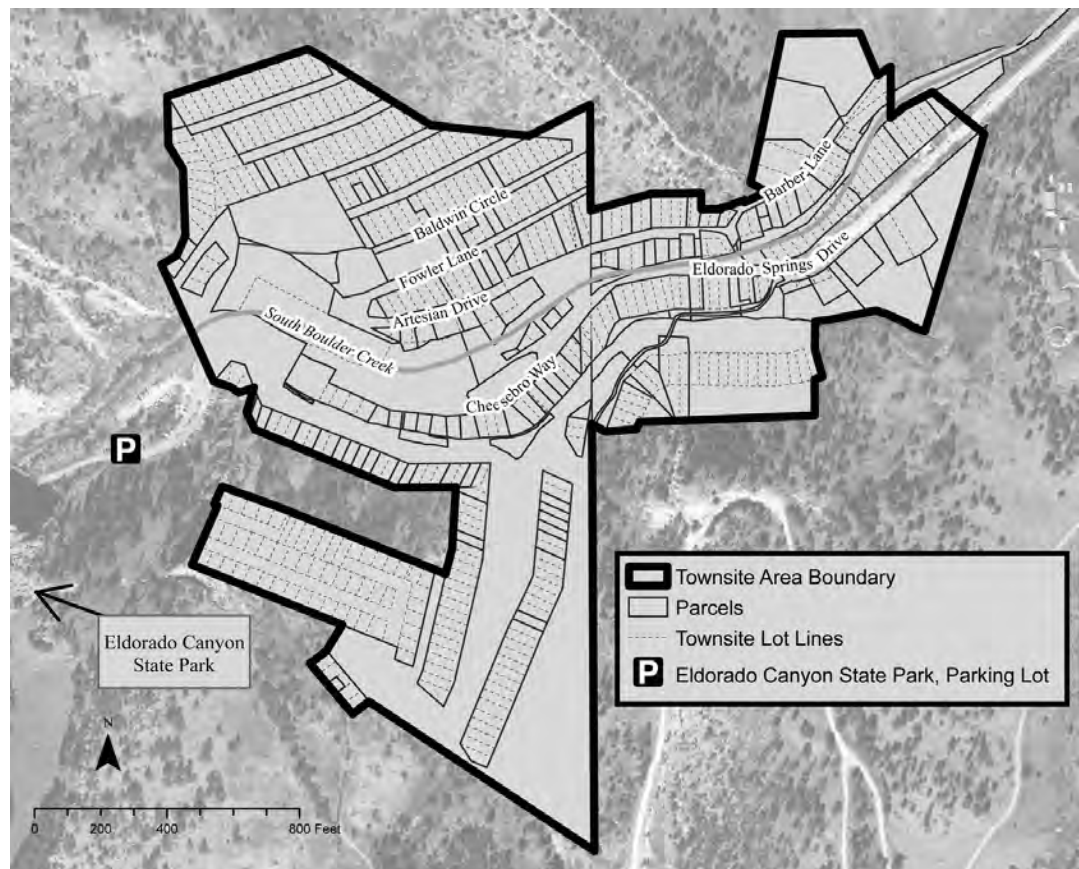 Barber Lane
Baldwin Circle
Fowler Lane
Eldorado Springs Drive
Artesian Drive
South Boulder Creek
Cheesebro Way
P
Townsite Area Boundary
Parcels
Townsite Lot Lines
P Eldorado Canyon State Park, Parking Lot
Eldorado Canyon
State Park
N
0 200 400 800 Feet